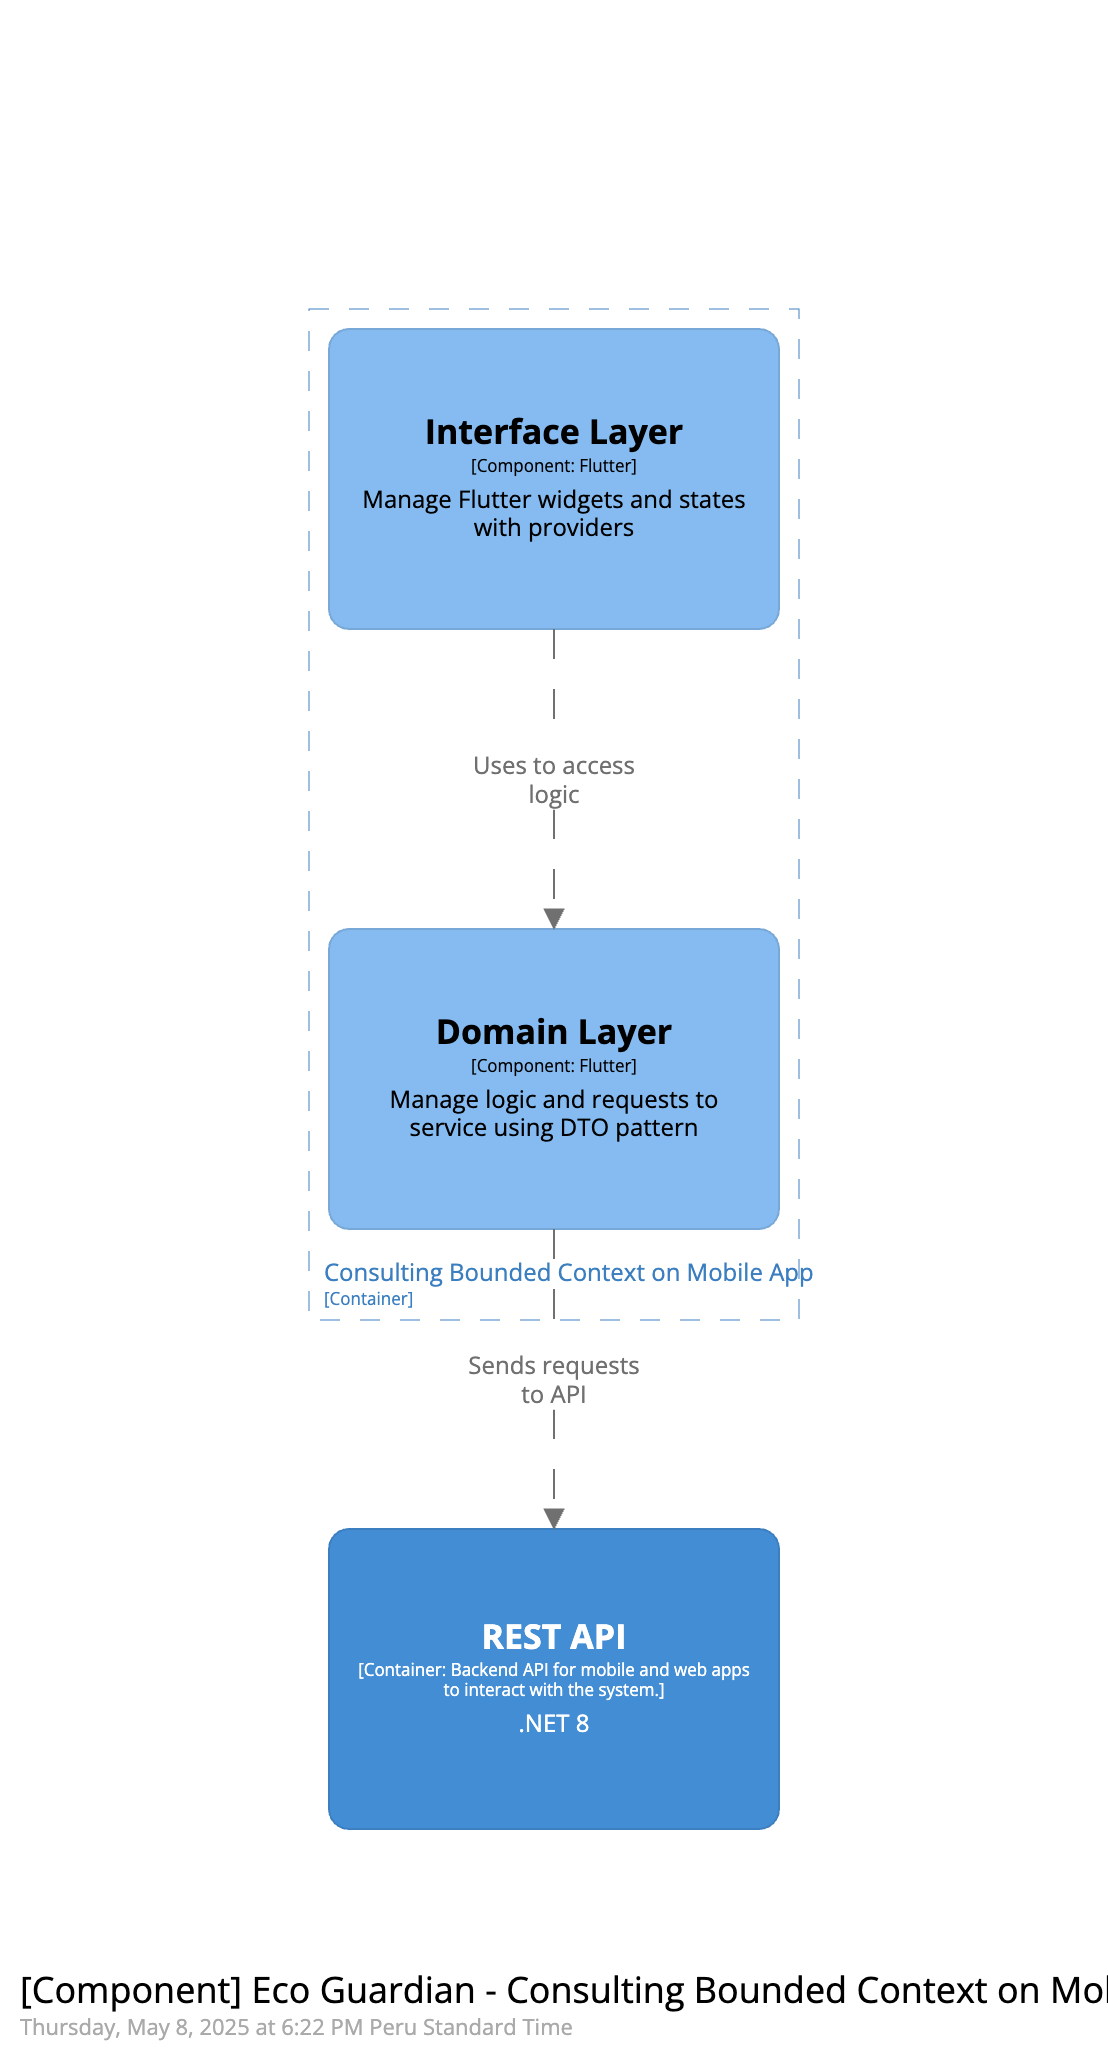 Interface Layer
[Component: Flutter]
Manage Flutter widgets and states
with providers
Uses to access
logic
Domain Layer
[Component: Flutter]
Manage logic and requests to
service using DTO pattern
Consulting Bounded Context on Mobile App
[Container]
Sends requests
to API
REST API
[Container: Backend API for mobile and web apps
to interact with the system.]
.NET 8
[Component] Eco Guardian - Consulting Bounded Context on
Thursday, May 8, 2025 at 6:22 PM Peru Standard Time